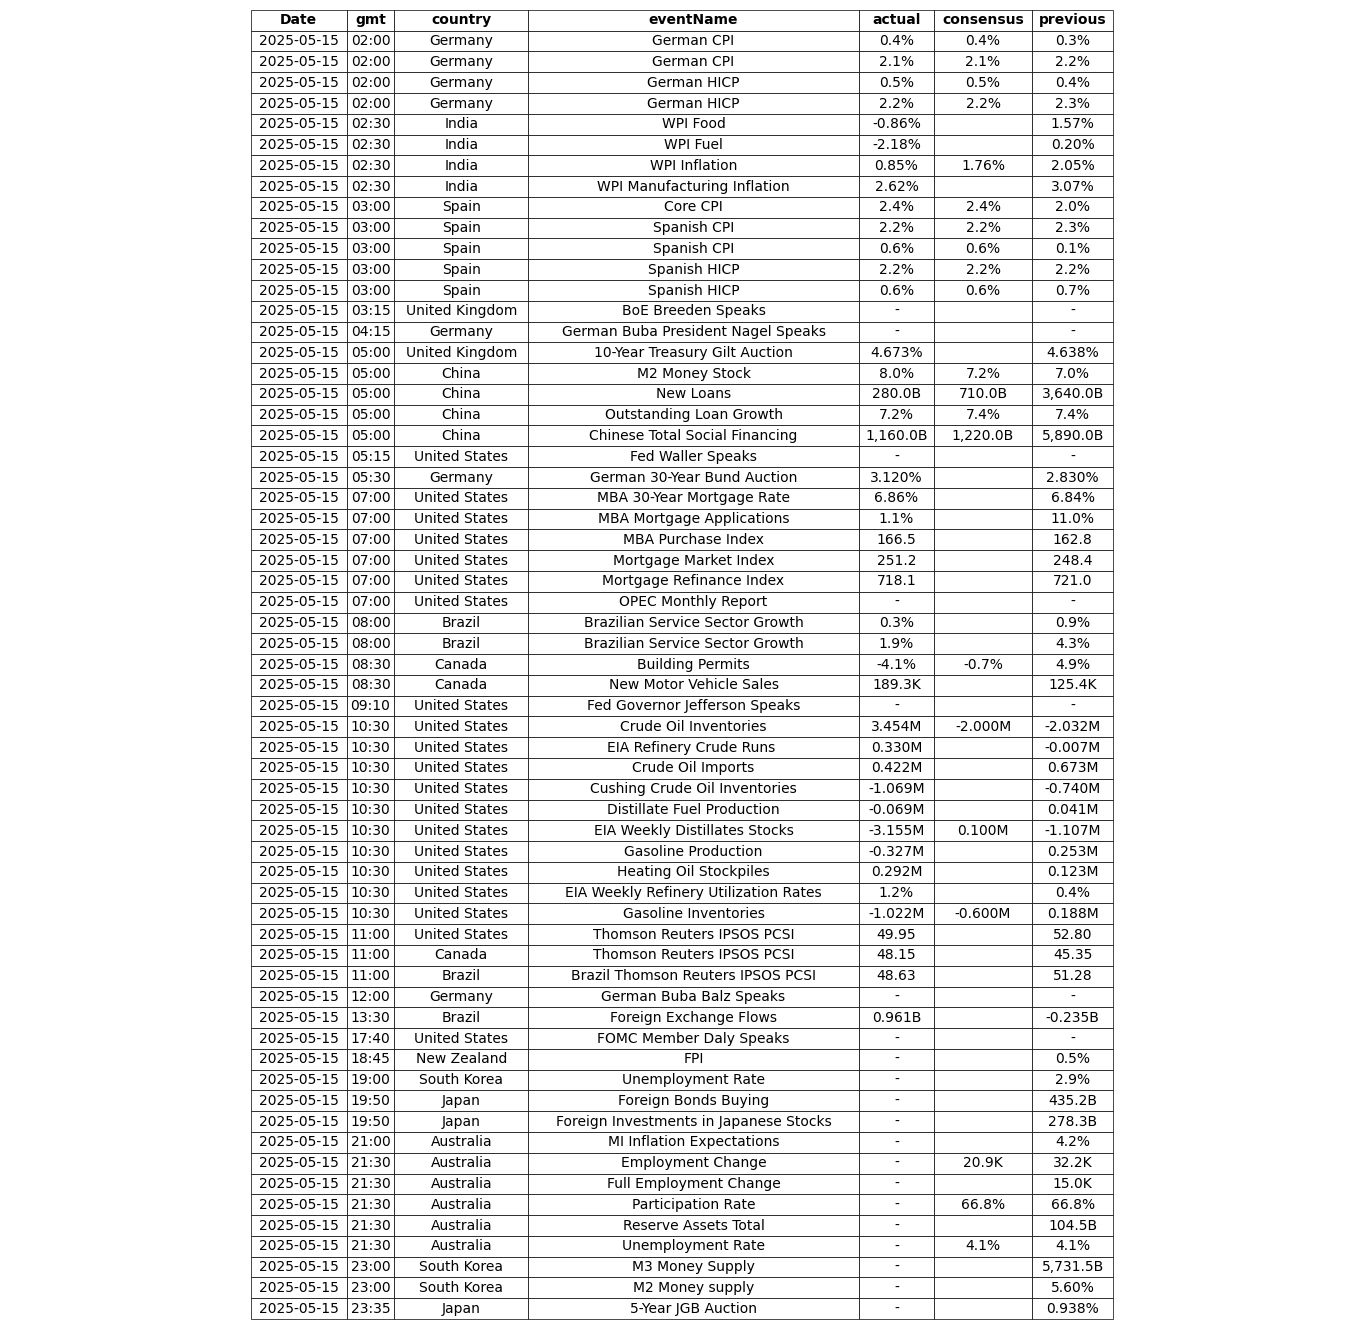 Date gmt country eventName actual consensus previous
2025-05-15 02:00 Germany German CPI 0.4% 0.4% 0.3%
2025-05-15 02:00 Germany German CPI 2.1% 2.1% 2.2%
2025-05-15 02:00 Germany German HICP 0.5% 0.5% 0.4%
2025-05-15 02:00 Germany German HICP 2.2% 2.2% 2.3%
2025-05-15 02:30 India WPI Food -0.86% 1.57%
2025-05-15 02:30 India WPI Fuel -2.18% 0.20%
2025-05-15 02:30 India WPI Inflation 0.85% 1.76% 2.05%
2025-05-15 02:30 India WPI Manufacturing Inflation 2.62% 3.07%
2025-05-15 03:00 Spain Core CPI 2.4% 2.4% 2.0%
2025-05-15 03:00 Spain Spanish CPI 2.2% 2.2% 2.3%
2025-05-15 03:00 Spain Spanish CPI 0.6% 0.6% 0.1%
2025-05-15 03:00 Spain Spanish HICP 2.2% 2.2% 2.2%
2025-05-15 03:00 Spain Spanish HICP 0.6% 0.6% 0.7%
2025-05-15 03:15 United Kingdom BoE Breeden Speaks - -
2025-05-15 04:15 Germany German Buba President Nagel Speaks - -
2025-05-15 05:00 United Kingdom 10-Year Treasury Gilt Auction 4.673% 4.638%
2025-05-15 05:00 China M2 Money Stock 8.0% 7.2% 7.0%
2025-05-15 05:00 China New Loans 280.0B 710.0B 3,640.0B
2025-05-15 05:00 China Outstanding Loan Growth 7.2% 7.4% 7.4%
2025-05-15 05:00 China Chinese Total Social Financing 1,160.0B 1,220.0B 5,890.0B
2025-05-15 05:15 United States Fed Waller Speaks - -
2025-05-15 05:30 Germany German 30-Year Bund Auction 3.120% 2.830%
2025-05-15 07:00 United States MBA 30-Year Mortgage Rate 6.86% 6.84%
2025-05-15 07:00 United States MBA Mortgage Applications 1.1% 11.0%
2025-05-15 07:00 United States MBA Purchase Index 166.5 162.8
2025-05-15 07:00 United States Mortgage Market Index 251.2 248.4
2025-05-15 07:00 United States Mortgage Refinance Index 718.1 721.0
2025-05-15 07:00 United States OPEC Monthly Report - -
2025-05-15 08:00 Brazil Brazilian Service Sector Growth 0.3% 0.9%
2025-05-15 08:00 Brazil Brazilian Service Sector Growth 1.9% 4.3%
2025-05-15 08:30 Canada Building Permits -4.1% -0.7% 4.9%
2025-05-15 08:30 Canada New Motor Vehicle Sales 189.3K 125.4K
2025-05-15 09:10 United States Fed Governor Jefferson Speaks - -
2025-05-15 10:30 United States Crude Oil Inventories 3.454M -2.000M -2.032M
2025-05-15 10:30 United States EIA Refinery Crude Runs 0.330M -0.007M
2025-05-15 10:30 United States Crude Oil Imports 0.422M 0.673M
2025-05-15 10:30 United States Cushing Crude Oil Inventories -1.069M -0.740M
2025-05-15 10:30 United States Distillate Fuel Production -0.069M 0.041M
2025-05-15 10:30 United States EIA Weekly Distillates Stocks -3.155M 0.100M -1.107M
2025-05-15 10:30 United States Gasoline Production -0.327M 0.253M
2025-05-15 10:30 United States Heating Oil Stockpiles 0.292M 0.123M
2025-05-15 10:30 United States EIA Weekly Refinery Utilization Rates 1.2% 0.4%
2025-05-15 10:30 United States Gasoline Inventories -1.022M -0.600M 0.188M
2025-05-15 11:00 United States Thomson Reuters IPSOS PCSI 49.95 52.80
2025-05-15 11:00 Canada Thomson Reuters IPSOS PCSI 48.15 45.35
2025-05-15 11:00 Brazil Brazil Thomson Reuters IPSOS PCSI 48.63 51.28
2025-05-15 12:00 Germany German Buba Balz Speaks - -
2025-05-15 13:30 Brazil Foreign Exchange Flows 0.961B -0.235B
2025-05-15 17:40 United States FOMC Member Daly Speaks - -
2025-05-15 18:45 New Zealand FPI - 0.5%
2025-05-15 19:00 South Korea Unemployment Rate - 2.9%
2025-05-15 19:50 Japan Foreign Bonds Buying - 435.2B
2025-05-15 19:50 Japan Foreign Investments in Japanese Stocks - 278.3B
2025-05-15 21:00 Australia MI Inflation Expectations - 4.2%
2025-05-15 21:30 Australia Employment Change - 20.9K 32.2K
2025-05-15 21:30 Australia Full Employment Change - 15.0K
2025-05-15 21:30 Australia Participation Rate - 66.8% 66.8%
2025-05-15 21:30 Australia Reserve Assets Total - 104.5B
2025-05-15 21:30 Australia Unemployment Rate - 4.1% 4.1%
2025-05-15 23:00 South Korea M3 Money Supply - 5,731.5B
2025-05-15 23:00 South Korea M2 Money supply - 5.60%
2025-05-15 23:35 Japan 5-Year JGB Auction - 0.938%